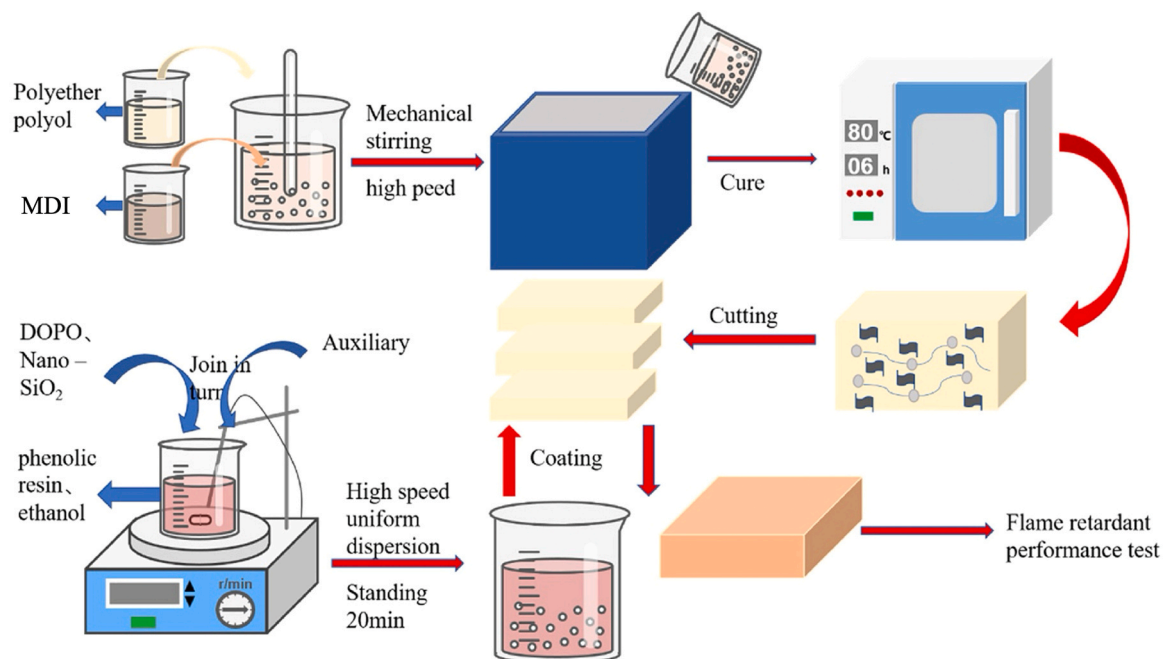 Polyether
polyol
MDI
Mechanical
stirring
high peed
Cure
80 ℃
06 h
Cutting
DOPO、
Nano –
SiO₂
Join in
turn
Auxiliary
phenolic
resin、
ethanol
r/min
High speed
uniform
dispersion
Standing
20min
Coating
Flame retardant
performance test